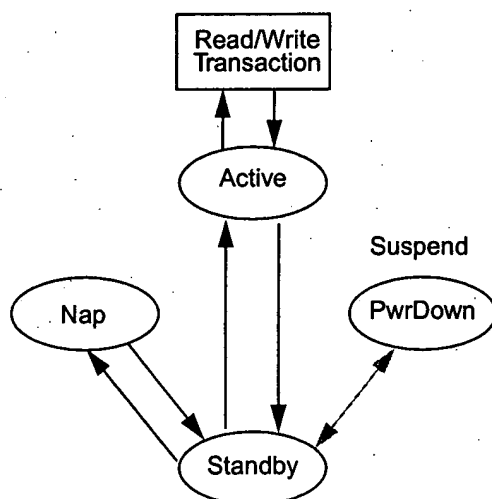 Read/Write
Transaction
Active
Suspend
Nap
PwrDown
Standby